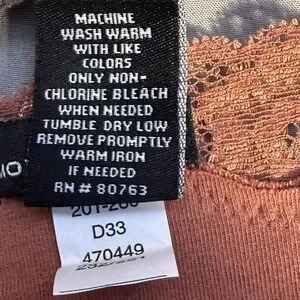 MACHINE
WASH WARM
WITH LIKE
COLORS
ONLY NON-
CHLORINE BLEACH
WHEN NEEDED
TUMBLE DRY LOW
REMOVE PROMPTLY
WARM IRON
IF NEEDED
RN # 80763
MO
D33
470449